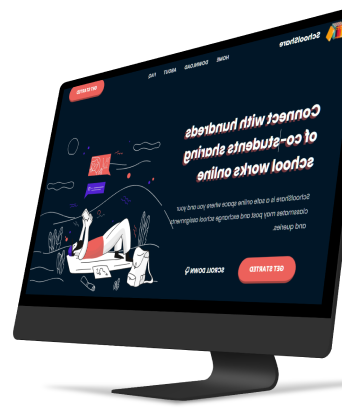 SchoolShare
HOME DOWNLOAD ABOUT FAQ
GET STARTED
Connect with hundreds
of co-students sharing
school works online
SchoolShare is a safe online space where you and your
classmates may post and exchange school assignments
and queries.
GET STARTED
SCROLL DOWN